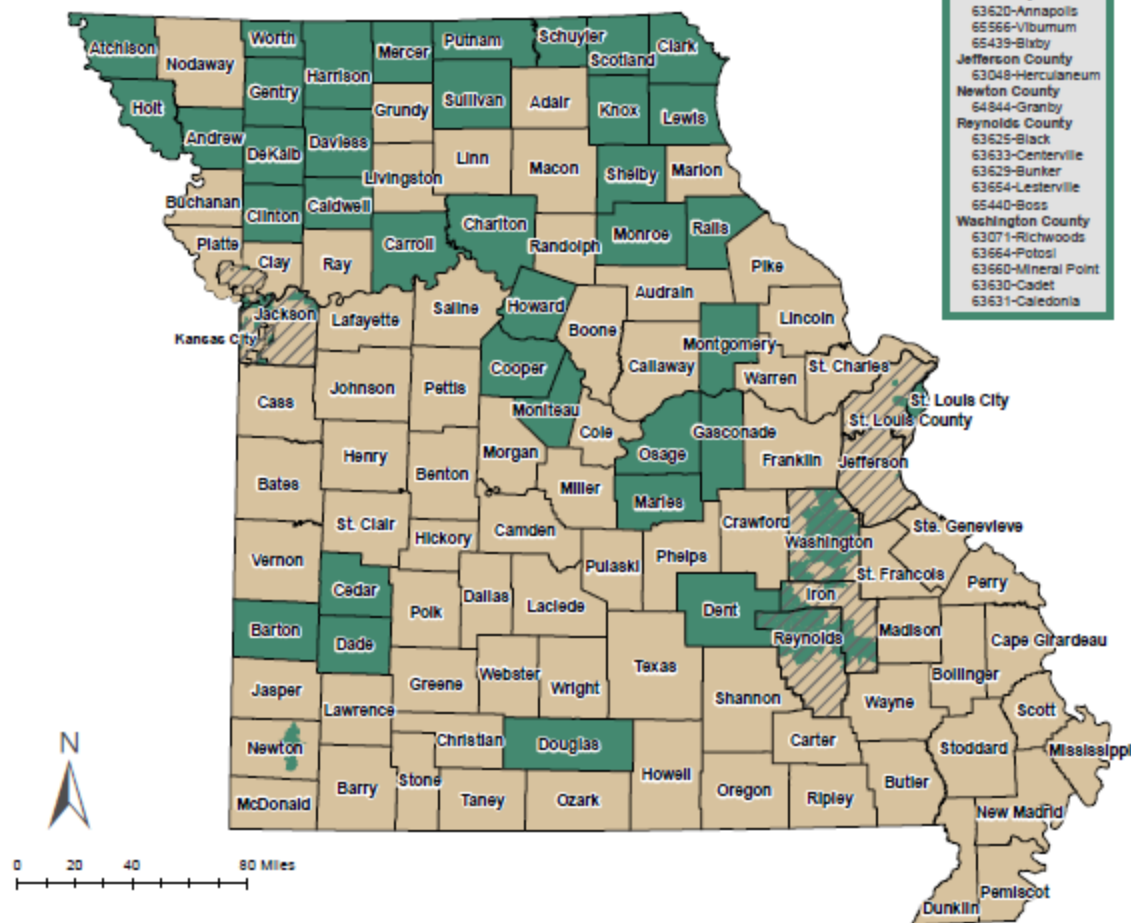 63620-Annapolis
65566-Viburnum
65439-Bixby
Jefferson County
63048-Herculaneum
Newton County
64844-Granby
Reynolds County
63625-Black
63633-Centerville
63629-Bunker
63654-Lesterville
65440-Boss
Washington County
63071-Richwoods
63664-Potosi
63660-Mineral Point
63630-Cadet
63631-Caledonia
Atchison
Nodaway
Worth
Mercer
Putnam
Schuyler
Scotland
Clark
Gentry
Harrison
Holt
Grundy
Sullivan
Adair
Knox
Lewis
Andrew
DeKalb
Daviess
Livingston
Linn
Macon
Shelby
Marion
Buchanan
Clinton
Caldwell
Chariton
Platte
Clay
Ray
Carroll
Randolph
Monroe
Ralls
Pike
Jackson
Kansas City
Lafayette
Saline
Howard
Boone
Audrain
Callaway
Montgomery
Lincoln
Warren
St. Charles
St. Louis City
St. Louis County
Cass
Johnson
Pettis
Cooper
Moniteau
Cole
Osage
Gasconade
Franklin
Jefferson
Bates
Henry
Benton
Morgan
Miller
Maries
St. Clair
Hickory
Camden
Crawford
Washington
Ste. Genevieve
Vernon
Cedar
Polk
Dallas
Laclede
Pulaski
Phelps
Dent
Iron
St. Francois
Perry
Barton
Dade
Reynolds
Madison
Cape Girardeau
Jasper
Greene
Webster
Wright
Texas
Shannon
Bollinger
Wayne
Scott
Lawrence
Newton
Christian
Douglas
Carter
Stoddard
Mississippi
McDonald
Barry
Stone
Taney
Ozark
Howell
Oregon
Ripley
Butler
New Madrid
Pemiscot
Dunklin
N
0 20 40 80 Miles